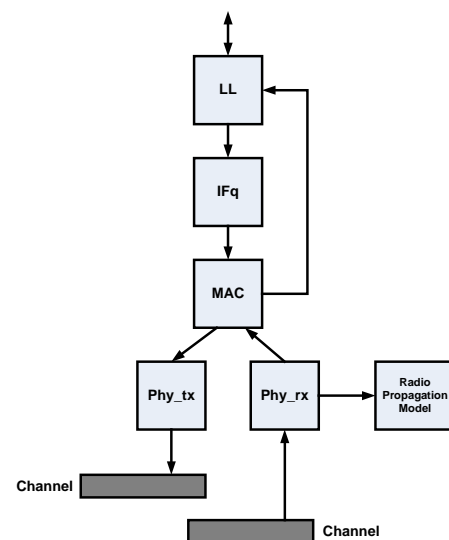 LL
IFq
MAC
Phy_tx
Phy_rx
Radio
Propagation
Model
Channel
Channel